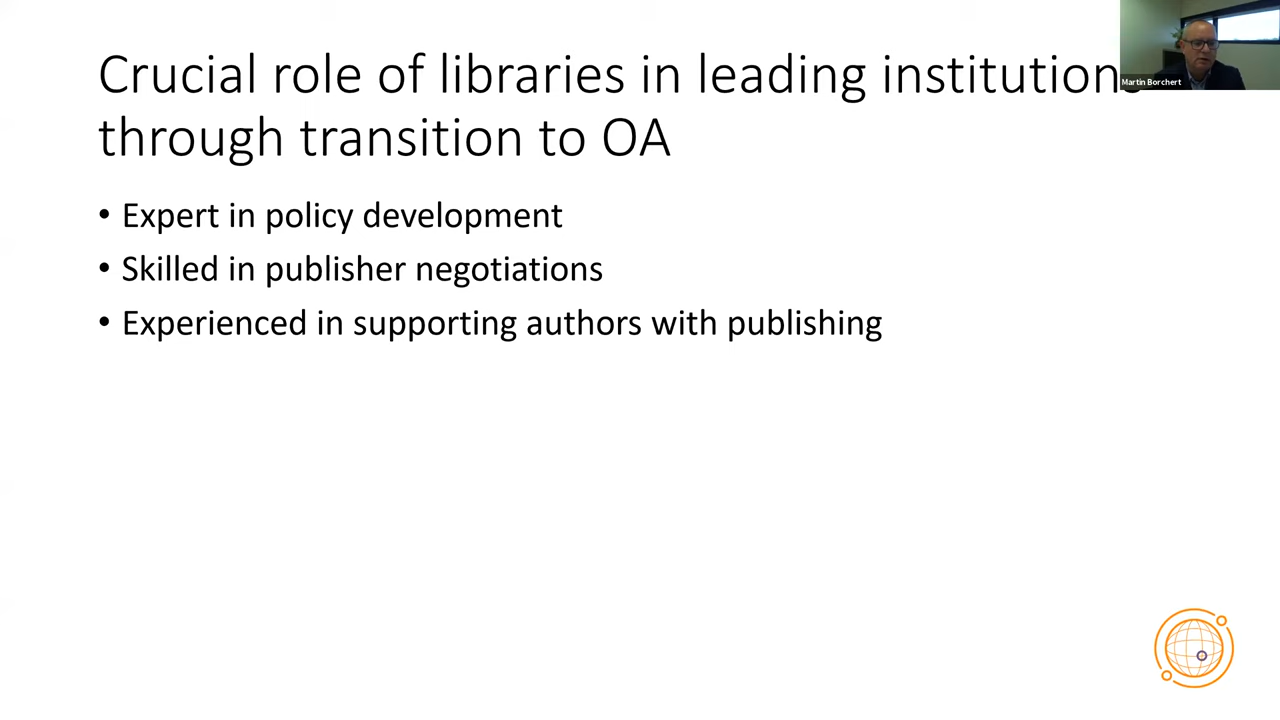 Crucial role of libraries in leading institutions
through transition to OA
• Expert in policy development
• Skilled in publisher negotiations
• Experienced in supporting authors with publishing
Martin Borchert